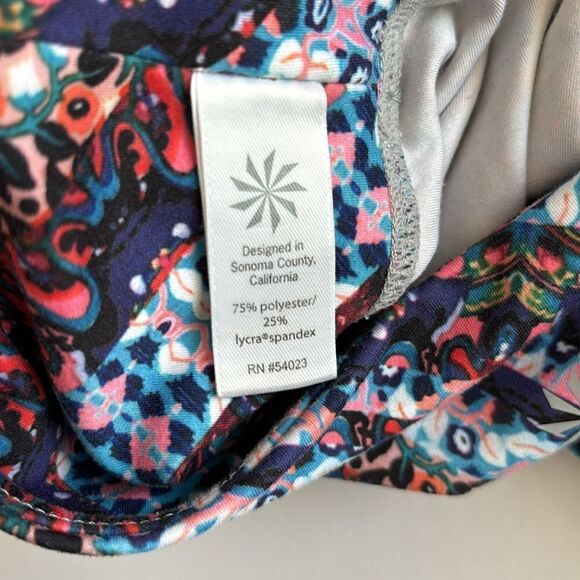 Designed in
Sonoma County,
California
75% polyester/
25%
lycra®spandex
RN #54023